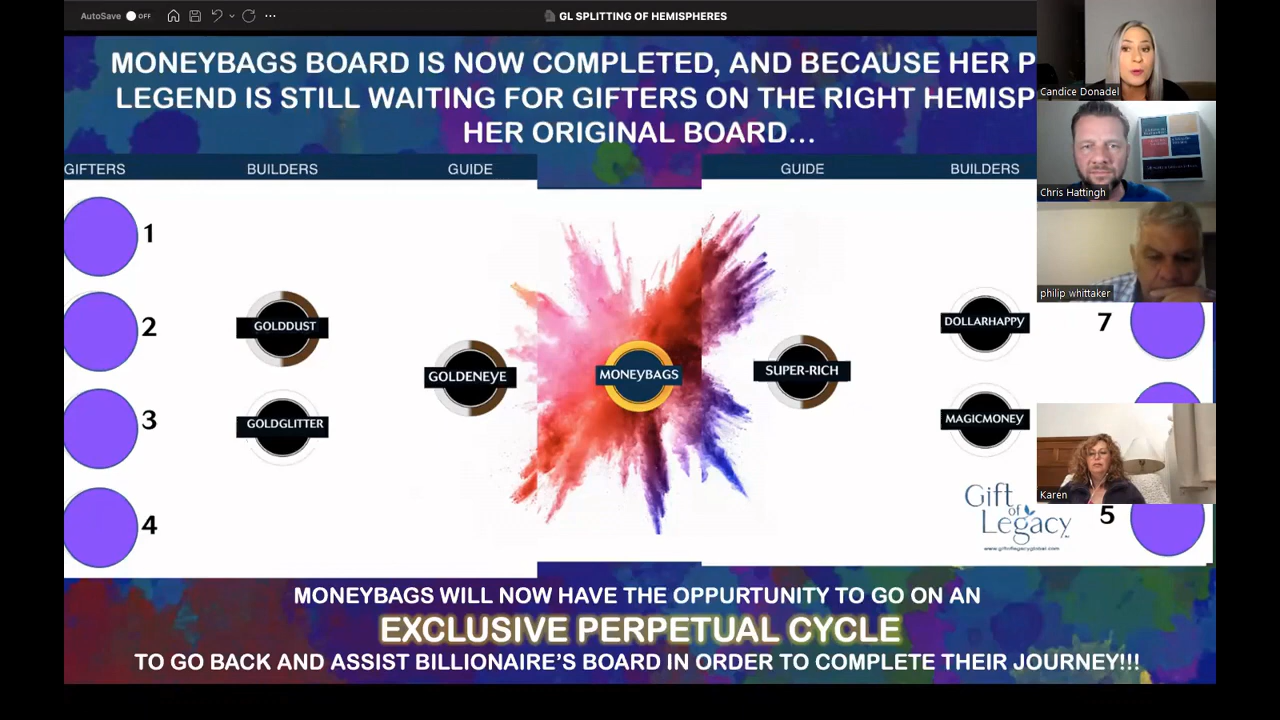 AutoSave OFF
GL SPLITTING OF HEMISPHERES
MONEYBAGS BOARD IS NOW COMPLETED, AND BECAUSE HER P
LEGEND IS STILL WAITING FOR GIFTERS ON THE RIGHT HEMISP
HER ORIGINAL BOARD...
GIFTERS BUILDERS GUIDE GUIDE BUILDERS
1
2
3
4
GOLDDUST
GOLDGLITTER
GOLDENEYE
MONEYBAGS
SUPER-RICH
DOLLARHAPPY
MAGICMONEY
7
5
Gift
of
Legacy
www.giftoflegacyglobal.com
MONEYBAGS WILL NOW HAVE THE OPPURTUNITY TO GO ON AN
EXCLUSIVE PERPETUAL CYCLE
TO GO BACK AND ASSIST BILLIONAIRE'S BOARD IN ORDER TO COMPLETE THEIR JOURNEY!!!
Candice Donadel
Chris Hattingh
philip whittaker
Karen